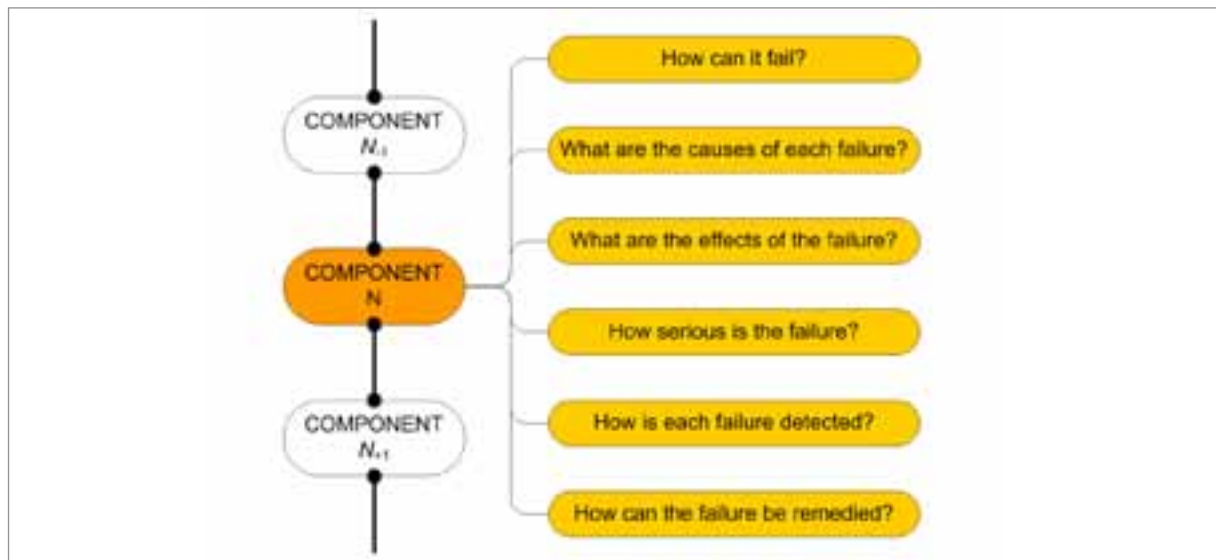 COMPONENT
N-1
COMPONENT
N
COMPONENT
N+1
How can it fail?
What are the causes of each failure?
What are the effects of the failure?
How serious is the failure?
How is each failure detected?
How can the failure be remedied?